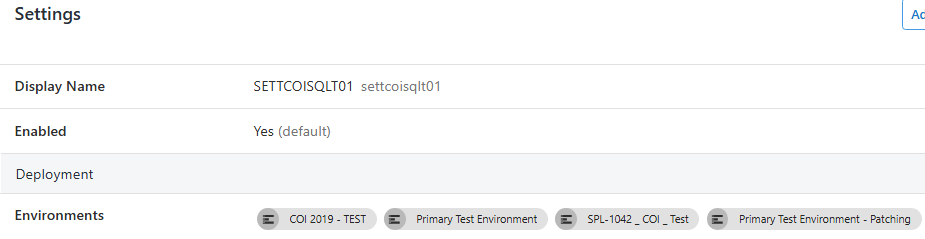 Settings
Ad
Display Name SETTCOISQLT01 settcoisqlt01
Enabled Yes (default)
Deployment
Environments COI 2019 - TEST Primary Test Environment SPL-1042 _ COI _ Test Primary Test Environment - Patching